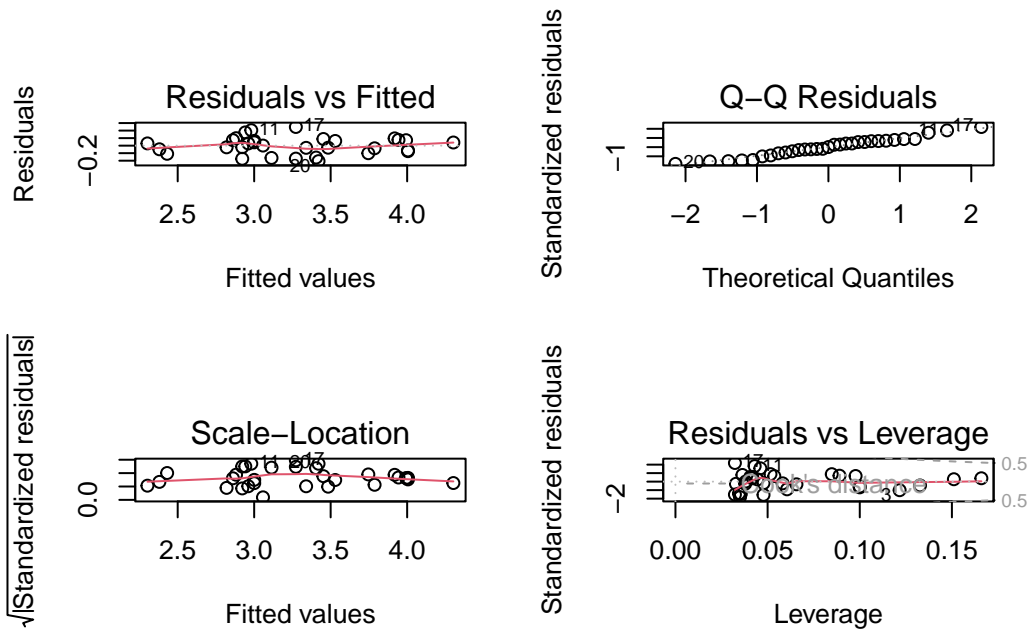 Residuals vs Fitted
Residuals
−0.2
11
17
20
2.5 3.0 3.5 4.0
Fitted values
Q−Q Residuals
Standardized residuals
−1
20
11
17
−2 −1 0 1 2
Theoretical Quantiles
Scale−Location
√|Standardized residuals|
0.0
11
20
17
2.5 3.0 3.5 4.0
Fitted values
Residuals vs Leverage
Standardized residuals
−2
17
11
Cook's distance
3
0.5
0.5
0.00 0.05 0.10 0.15
Leverage